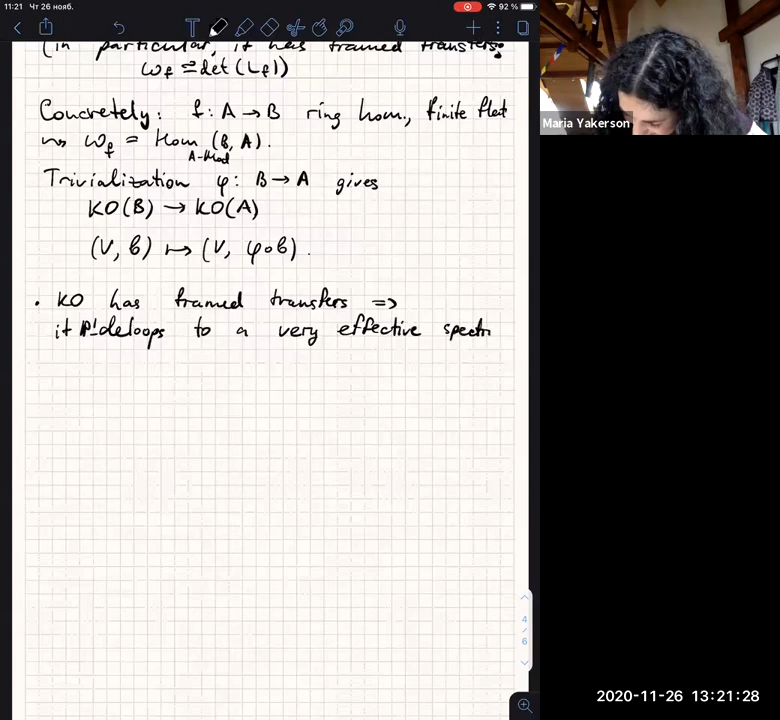 11:21 Чт 26 нояб.
92 %
(in particular, it has framed transfers:
ω_f ≃ det(L_f))
Concretely: f: A → B ring hom., finite flat
⇝ ω_f = Hom_{A-Mod}(B, A).
Trivialization φ: B → A gives
KO(B) → KO(A)
(V, b) ↦ (V, φ∘b).
• KO has framed transfers =>
it P¹-deloops to a very effective spectr
4
/
6
Maria Yakerson
2020-11-26 13:21:28